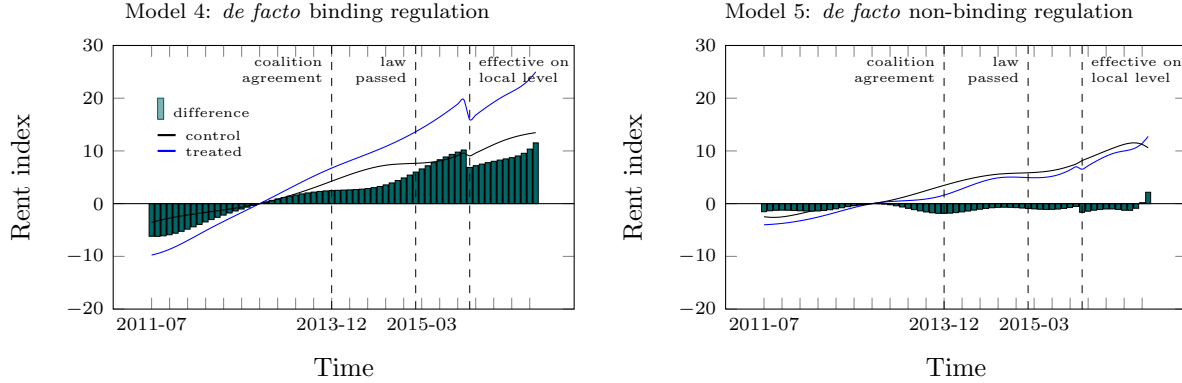 Model 4: de facto binding regulation
30
20
10
0
−10
−20
Rent index
coalition
agreement
law
passed
effective on
local level
difference
control
treated
2011-07
2013-12
2015-03
Time
Model 5: de facto non-binding regulation
30
20
10
0
−10
−20
Rent index
coalition
agreement
law
passed
effective on
local level
2011-07
2013-12
2015-03
Time